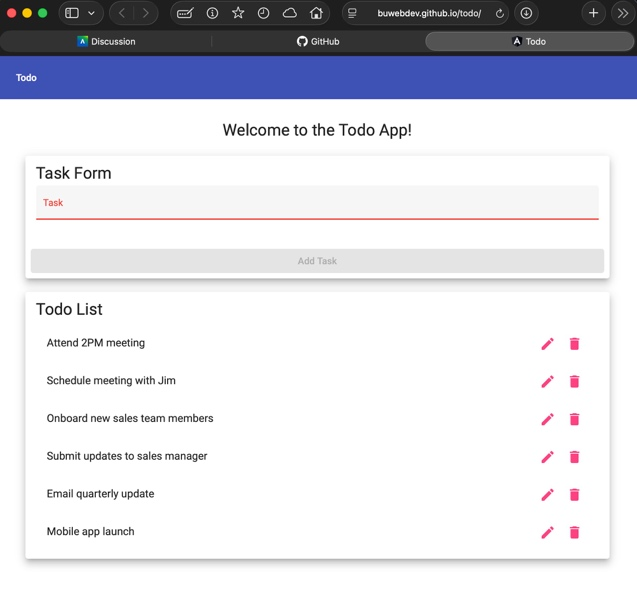 buwebdev.github.io/todo/
Discussion
GitHub
Todo
Todo
Welcome to the Todo App!
Task Form
Task
Add Task
Todo List
Attend 2PM meeting
Schedule meeting with Jim
Onboard new sales team members
Submit updates to sales manager
Email quarterly update
Mobile app launch